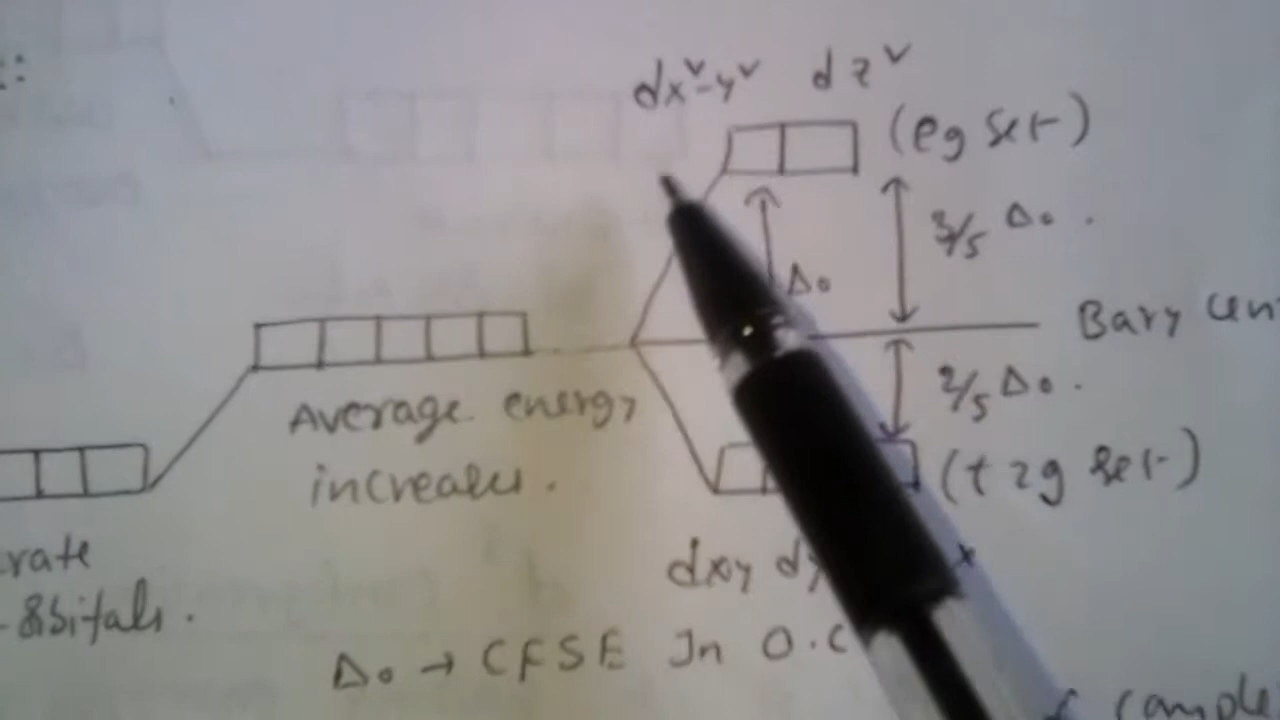 dx²-y² dz²
(eg set)
3/5 Δo.
Δo
Bary cen
Average energy
increases.
2/5 Δo.
(t2g set)
rate
orbitals.
dxy
Δo → CFSE In O.C
comple